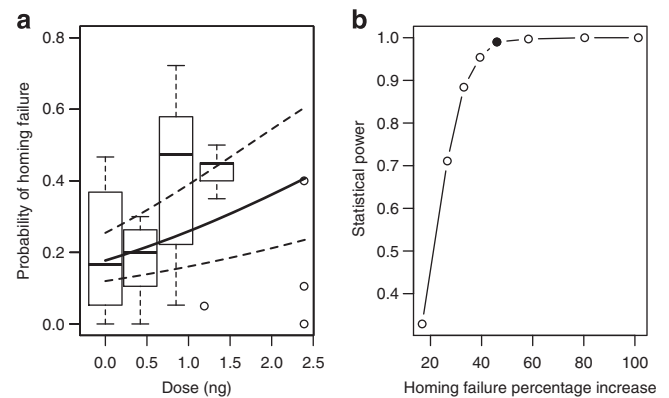 a
0.8
0.6
0.4
0.2
0.0
Probability of homing failure
0.0 0.5 1.0 1.5 2.0 2.5
Dose (ng)
b
1.0
0.9
0.8
0.7
0.6
0.5
0.4
Statistical power
20 40 60 80 100
Homing failure percentage increase